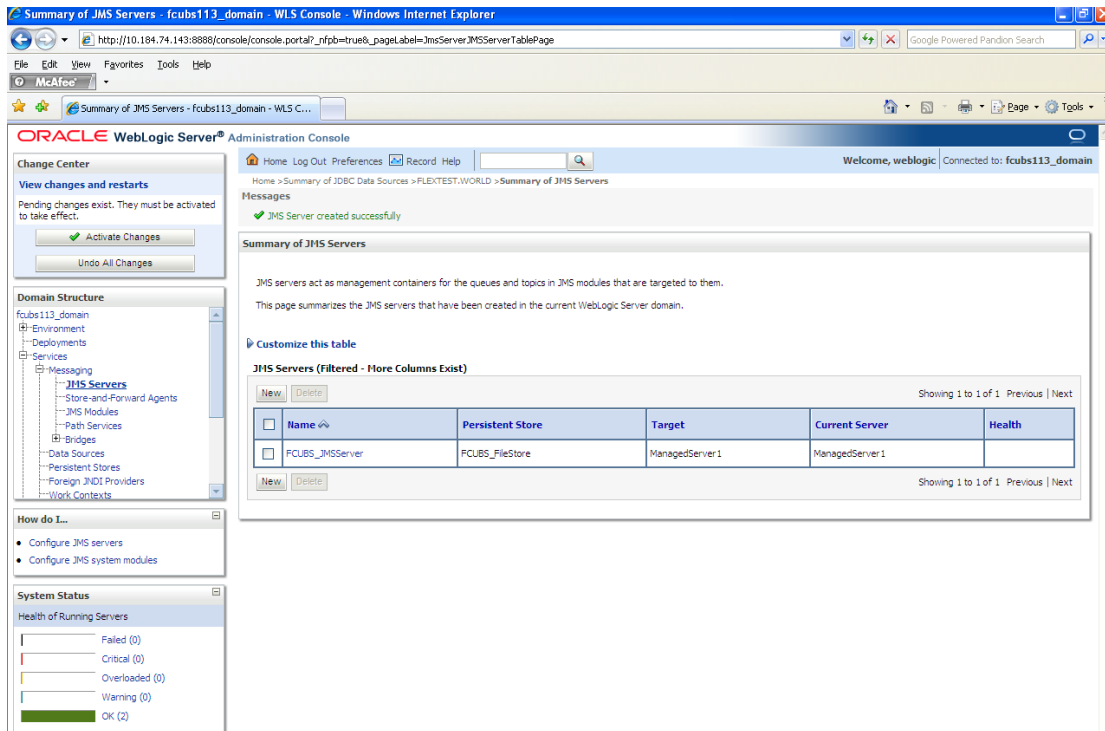 Summary of JMS Servers - fcubs113_domain - WLS Console - Windows Internet Explorer
http://10.184.74.143:8888/console/console.portal?_nfpb=true&_pageLabel=JmsServerJMSServerTablePage
Google Powered Pandion Search
File Edit View Favorites Tools Help
McAfee
Summary of JMS Servers - fcubs113_domain - WLS C...
Page Tools
ORACLE WebLogic Server® Administration Console
Change Center
View changes and restarts
Pending changes exist. They must be activated
to take effect.
Activate Changes
Undo All Changes
Domain Structure
fcubs113_domain
Environment
Deployments
Services
Messaging
JMS Servers
Store-and-Forward Agents
JMS Modules
Path Services
Bridges
Data Sources
Persistent Stores
Foreign JNDI Providers
Work Contexts
How do I...
Configure JMS servers
Configure JMS system modules
System Status
Health of Running Servers
Failed (0)
Critical (0)
Overloaded (0)
Warning (0)
OK (2)
Home Log Out Preferences Record Help
Welcome, weblogic Connected to: fcubs113_domain
Home >Summary of JDBC Data Sources >FLEXTEST.WORLD >Summary of JMS Servers
Messages
JMS Server created successfully
Summary of JMS Servers
JMS servers act as management containers for the queues and topics in JMS modules that are targeted to them.
This page summarizes the JMS servers that have been created in the current WebLogic Server domain.
Customize this table
JMS Servers (Filtered - More Columns Exist)
New Delete Showing 1 to 1 of 1 Previous | Next
Name Persistent Store Target Current Server Health
FCUBS_JMSServer FCUBS_FileStore ManagedServer1 ManagedServer1
New Delete Showing 1 to 1 of 1 Previous | Next